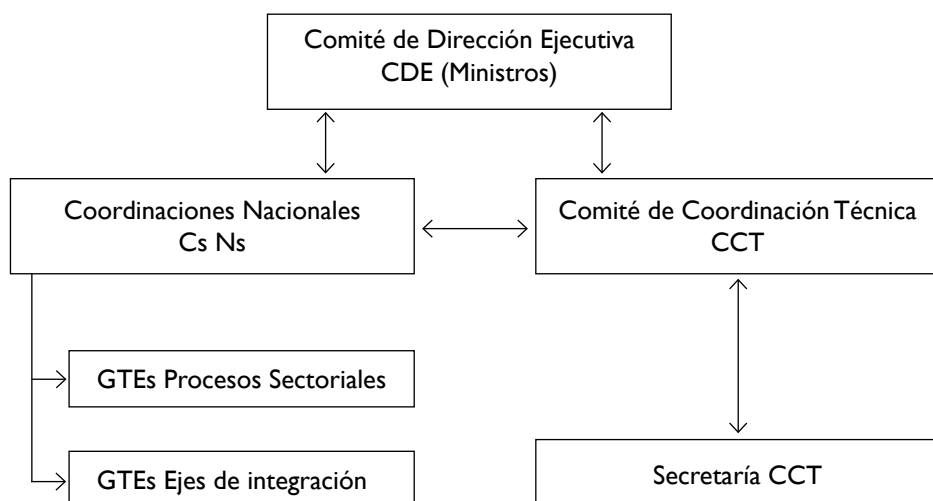 Comité de Dirección Ejecutiva
CDE (Ministros)
Coordinaciones Nacionales
Cs Ns
Comité de Coordinación Técnica
CCT
GTEs Procesos Sectoriales
GTEs Ejes de integración
Secretaría CCT